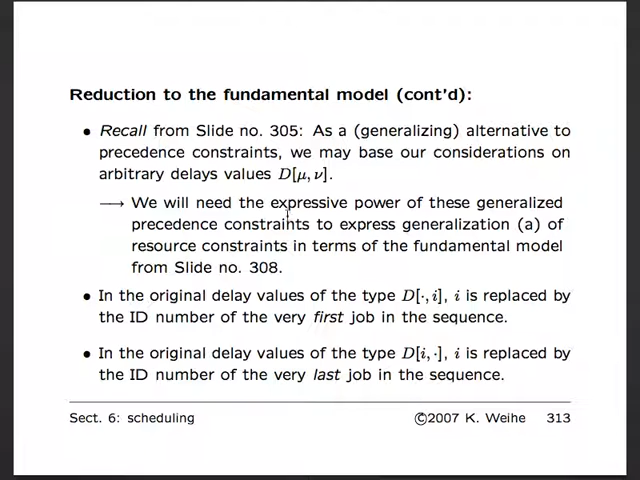 Reduction to the fundamental model (cont'd):
• Recall from Slide no. 305: As a (generalizing) alternative to
precedence constraints, we may base our considerations on
arbitrary delays values D[μ, ν].
⟶ We will need the expressive power of these generalized
precedence constraints to express generalization (a) of
resource constraints in terms of the fundamental model
from Slide no. 308.
• In the original delay values of the type D[·, i], i is replaced by
the ID number of the very first job in the sequence.
• In the original delay values of the type D[i, ·], i is replaced by
the ID number of the very last job in the sequence.
Sect. 6: scheduling ©2007 K. Weihe 313